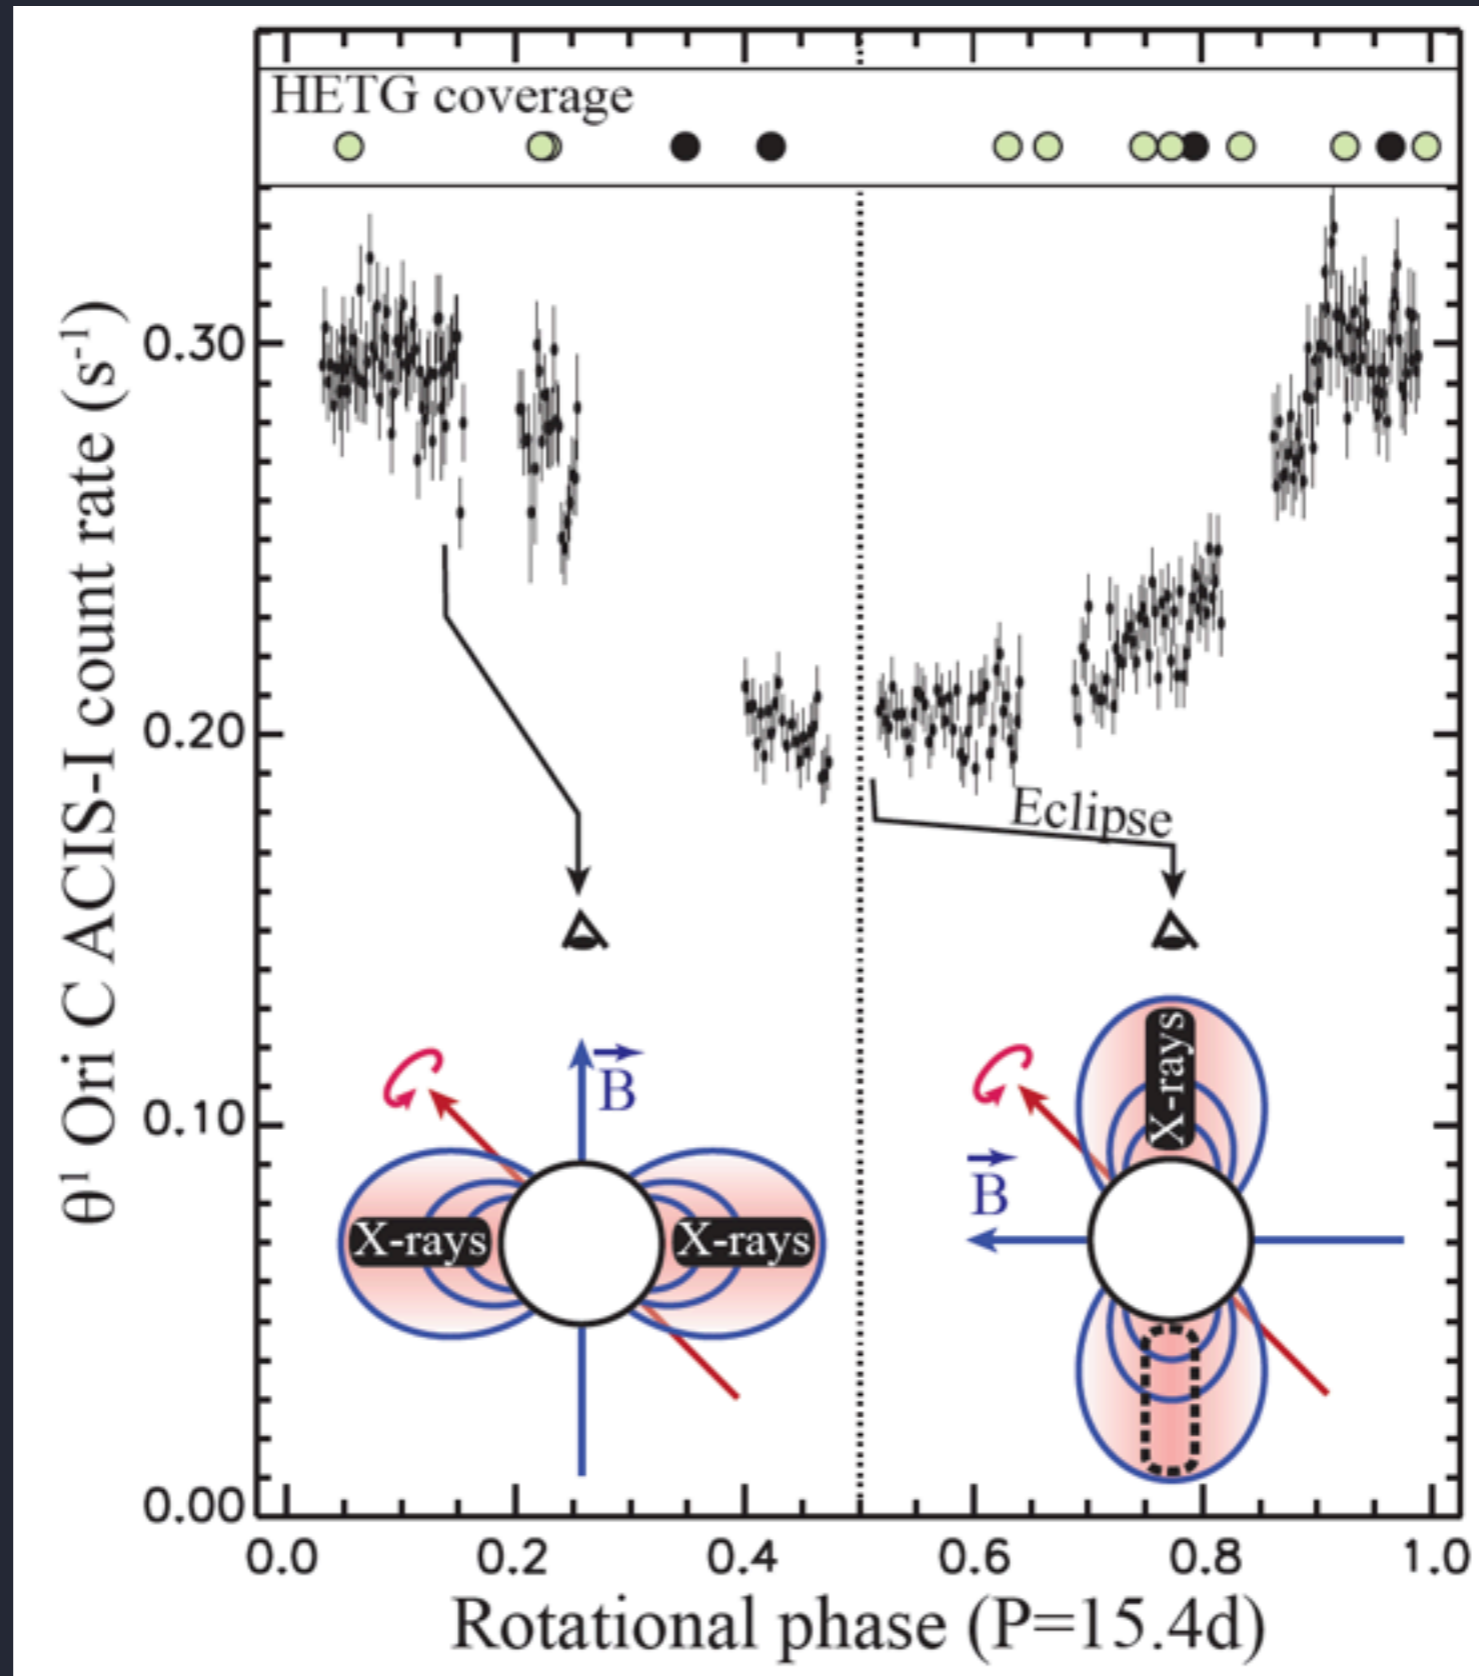 HETG coverage
θ¹ Ori C ACIS-I count rate (s⁻¹)
0.30
0.20
0.10
0.00
Eclipse
X-rays
B
B
X-rays
X-rays
0.0 0.2 0.4 0.6 0.8 1.0
Rotational phase (P=15.4d)